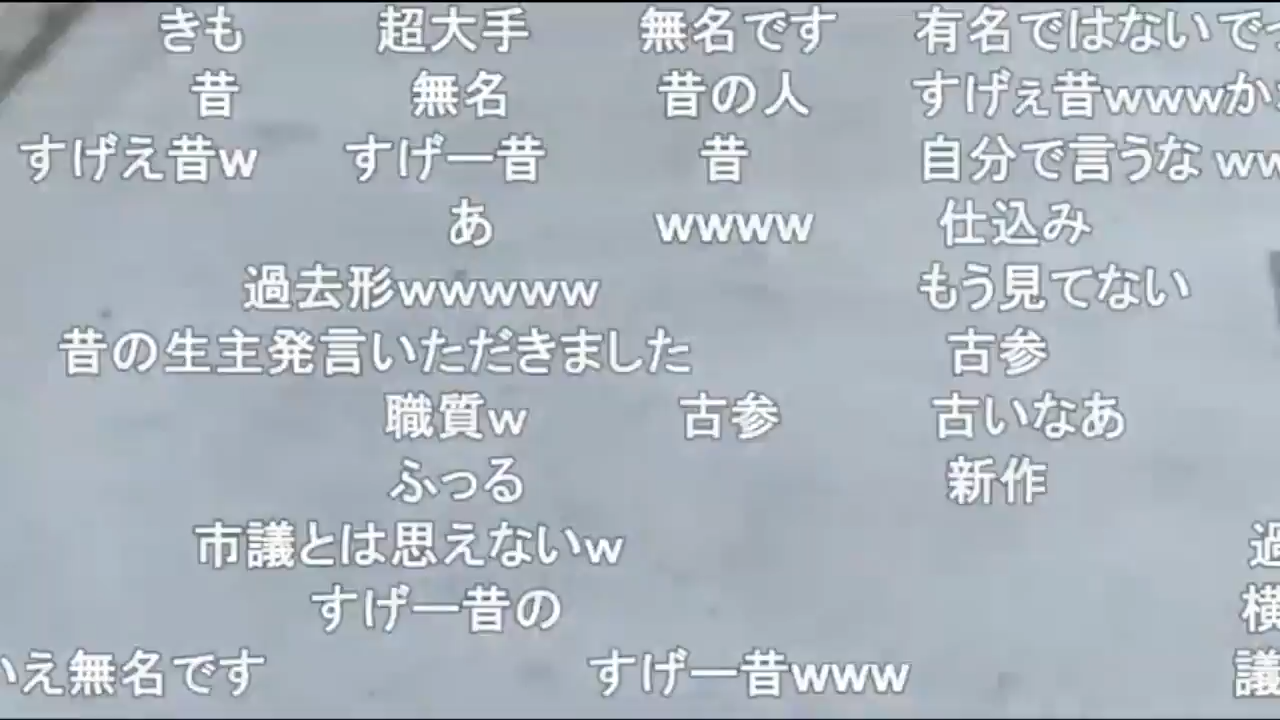 きも 超大手 無名です 有名ではないでっ
昔 無名 昔の人 すげぇ昔wwwか
すげえ昔w すげー昔 昔 自分で言うな ww
あ wwww 仕込み
過去形wwwww もう見てない
昔の生主発言いただきました 古参
職質w 古参 古いなあ
ふっる 新作
市議とは思えないw 過
すげー昔の 横
いえ無名です すげー昔www 議